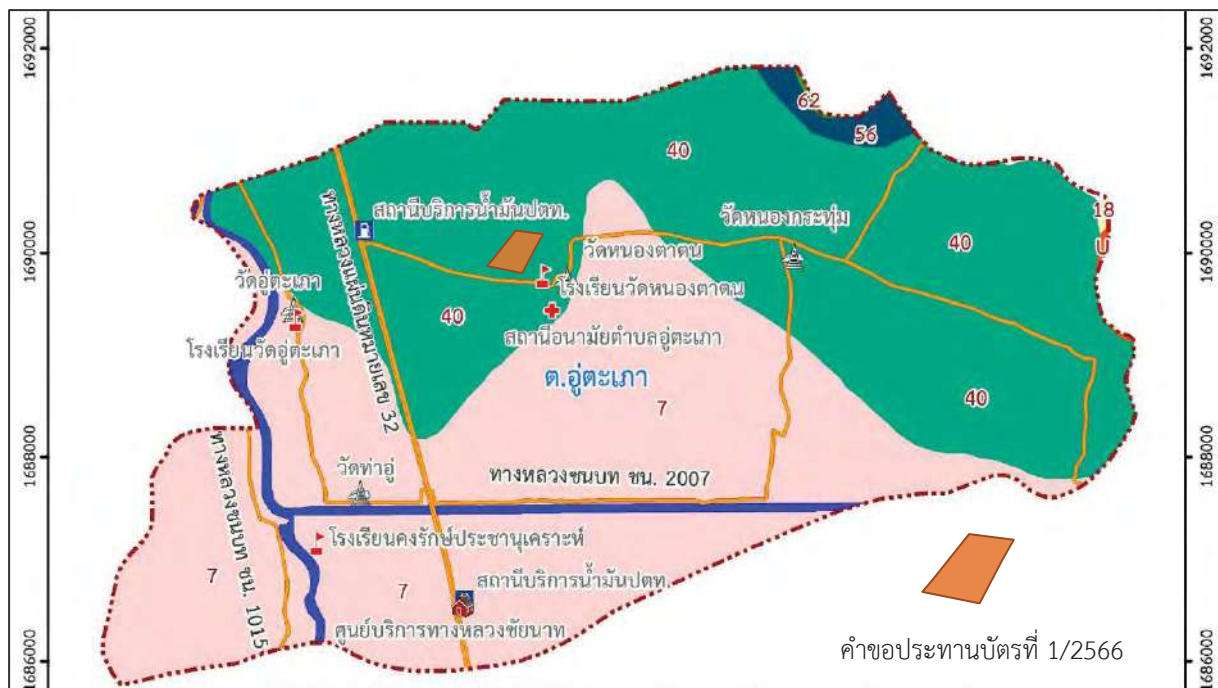 1692000
1692000
62
56
40
สถานีบริการน้ำมันปตท.
วัดหนองกระทุ่ม
18
U
40
1690000
1690000
วัดหนองตาตน
วัดอู่ตะเภา
โรงเรียนวัดหนองตาตน
40
สถานีอนามัยตำบลอู่ตะเภา
โรงเรียนวัดอู่ตะเภา
ทางหลวงแผ่นดินหมายเลข 32
ต.อู่ตะเภา
7
40
1688000
1688000
วัดท่าอู่
ทางหลวงชนบท ชน. 2007
ทางหลวงชนบท ชน. 1015
โรงเรียนคงรักษ์ประชานุเคราะห์
7
สถานีบริการน้ำมันปตท.
7
ศูนย์บริการทางหลวงชัยนาท
คำขอประทานบัตรที่ 1/2566
1686000
1686000